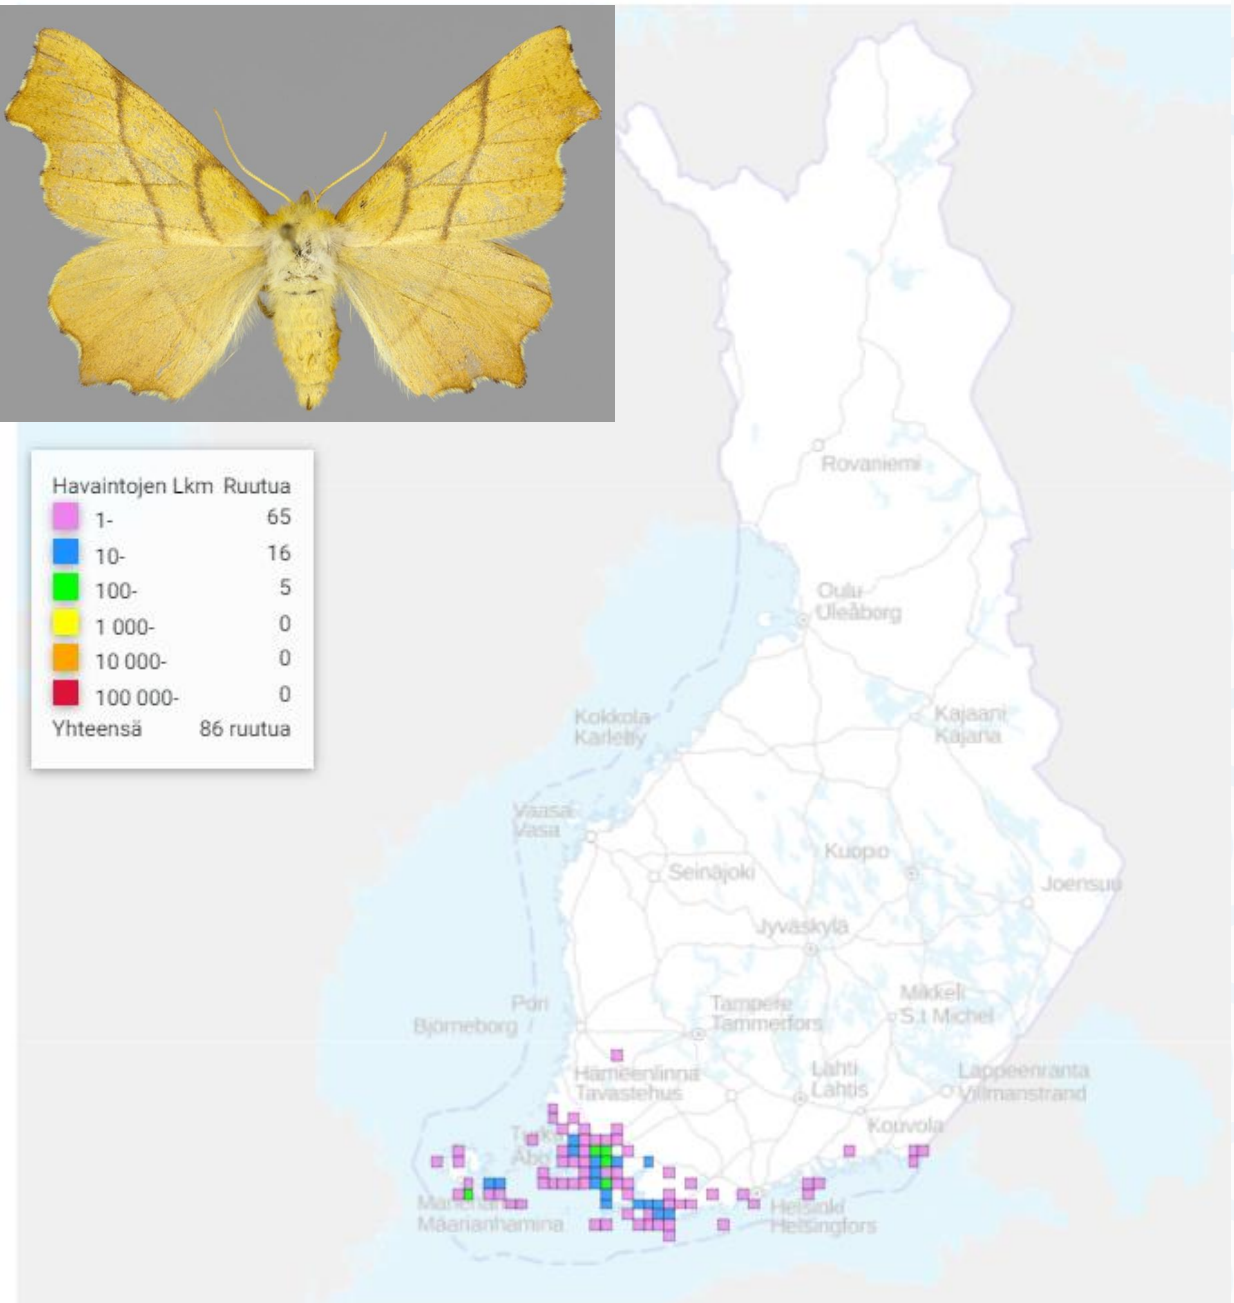 Havaintojen Lkm Ruutua
1- 65
10- 16
100- 5
1 000- 0
10 000- 0
100 000- 0
Yhteensä 86 ruutua
Rovaniemi
Oulu
Uleåborg
Kokkola
Karleby
Kajaani
Kajana
Vaasa
Vasa
Seinäjoki
Kuopio
Joensuu
Jyväskylä
Pori
Björneborg
Tampere
Tammerfors
Mikkeli
S:t Michel
Hämeenlinna
Tavastehus
Lahti
Lahtis
Lappeenranta
Villmanstrand
Kouvola
Turku
Åbo
Maarianhamina
Helsinki
Helsingfors